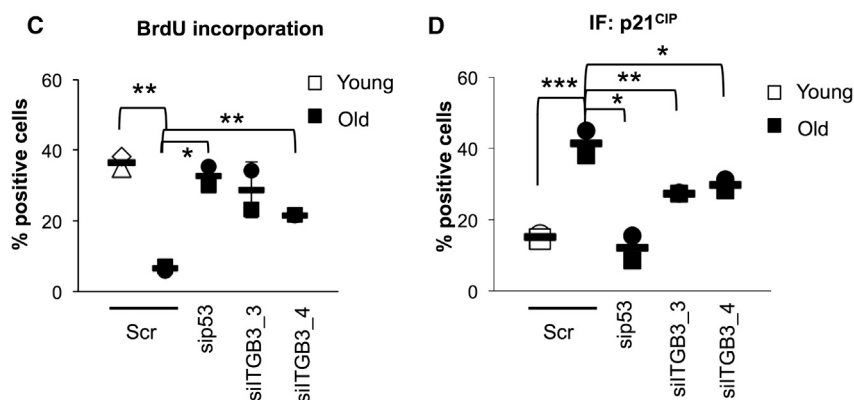 C
BrdU incorporation
% positive cells
60
40
20
0
**
*
**
Young
Old
Scr
sip53
siITGB3_3
siITGB3_4
D
IF: p21CIP
% positive cells
60
40
20
0
***
*
**
*
Young
Old
Scr
sip53
siITGB3_3
siITGB3_4